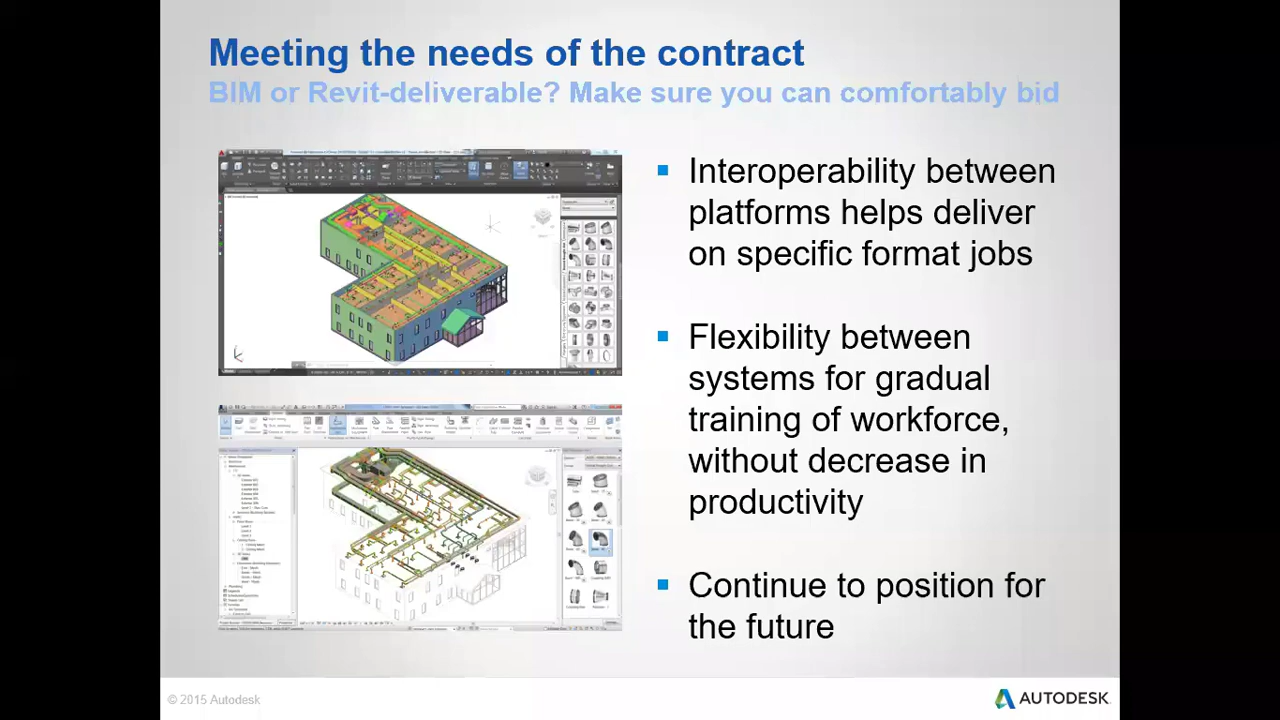 Meeting the needs of the contract
BIM or Revit-deliverable? Make sure you can comfortably bid
Interoperability between
platforms helps deliver
on specific format jobs
Flexibility between
systems for gradual
training of workforce,
without decrease in
productivity
Continue to position for
the future
© 2015 Autodesk
AUTODESK